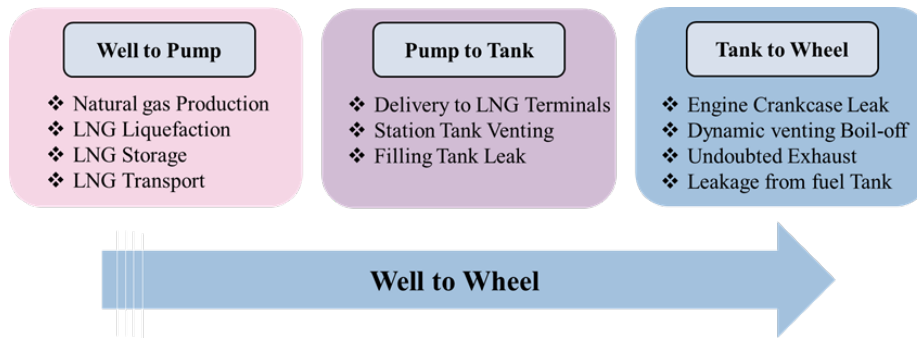 Well to Pump
❖ Natural gas Production
❖ LNG Liquefaction
❖ LNG Storage
❖ LNG Transport
Pump to Tank
❖ Delivery to LNG Terminals
❖ Station Tank Venting
❖ Filling Tank Leak
Tank to Wheel
❖ Engine Crankcase Leak
❖ Dynamic venting Boil-off
❖ Undoubted Exhaust
❖ Leakage from fuel Tank
Well to Wheel